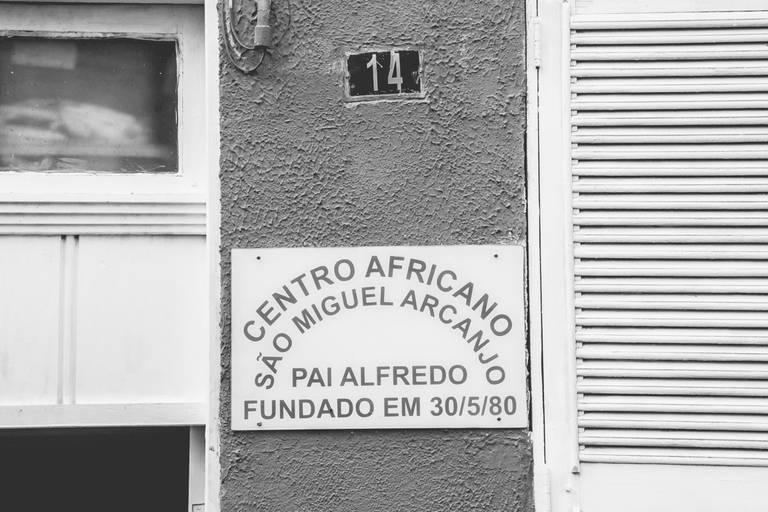 14
CENTRO AFRICANO
SÃO MIGUEL ARCANJO
PAI ALFREDO
FUNDADO EM 30/5/80